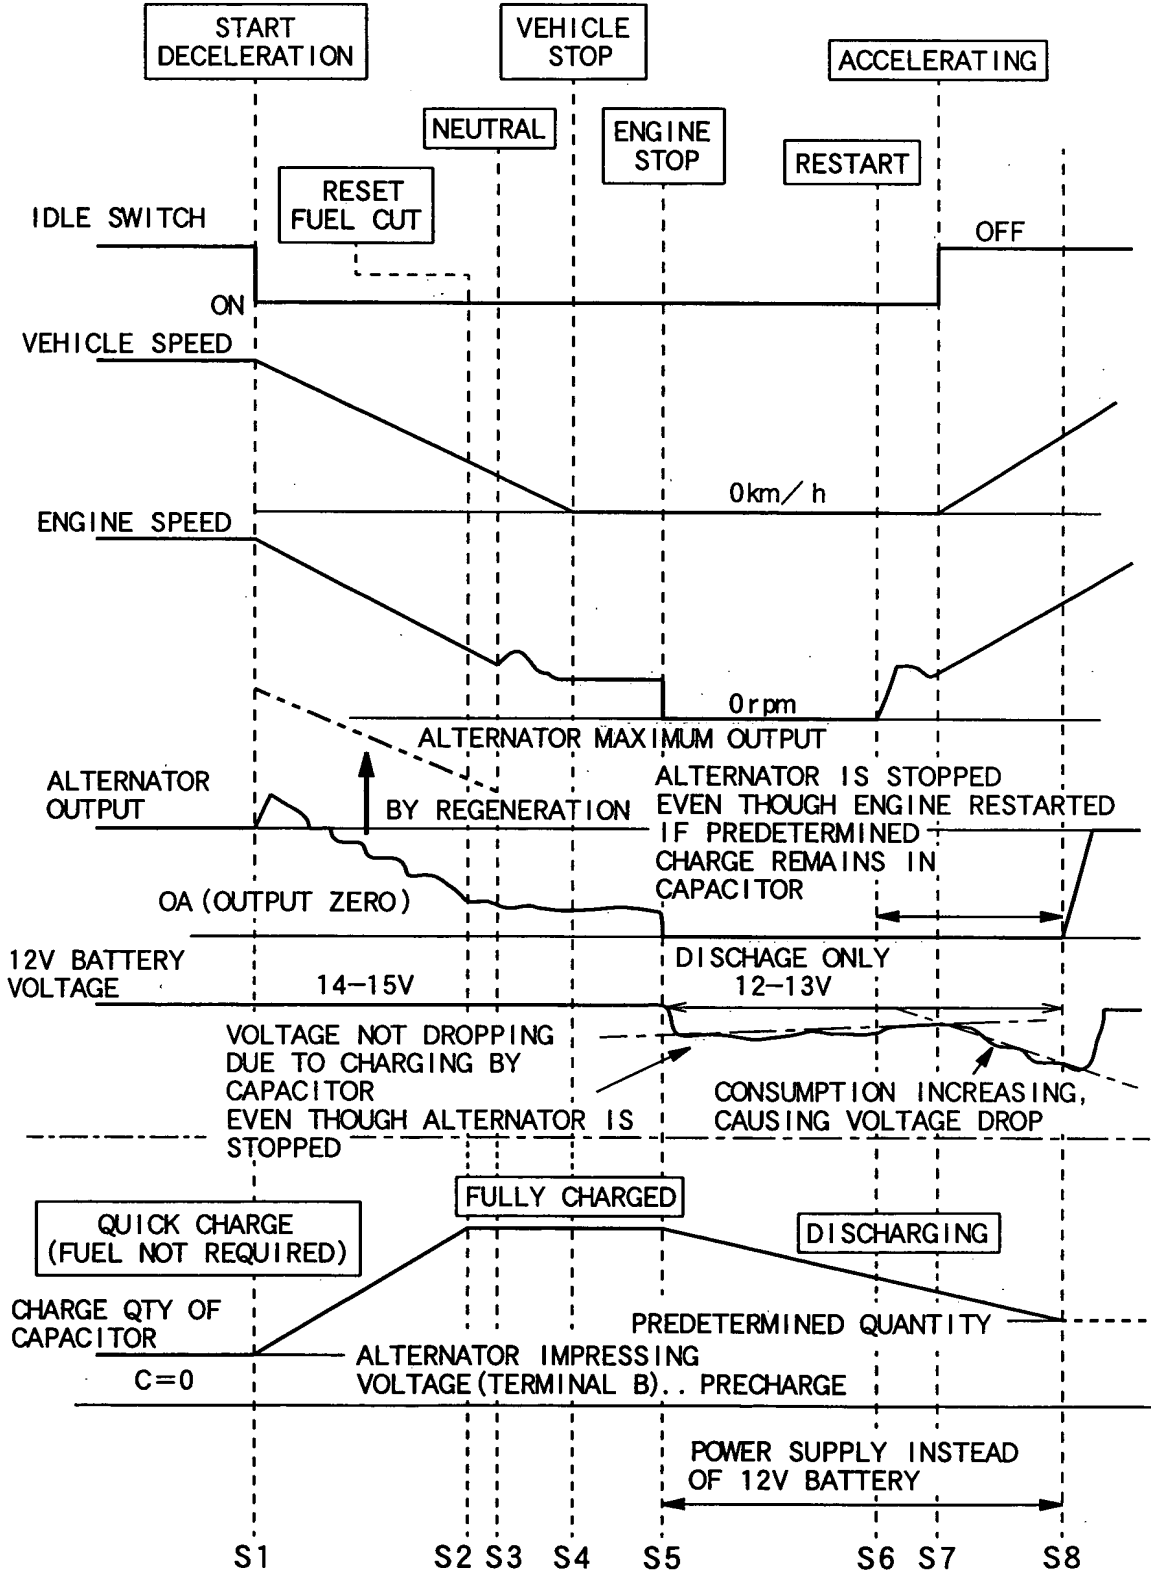 START
DECELERATION
VEHICLE
STOP
ACCELERATING
NEUTRAL
ENGINE
STOP
RESTART
RESET
FUEL CUT
IDLE SWITCH
OFF
ON
VEHICLE SPEED
0km/h
ENGINE SPEED
0rpm
ALTERNATOR MAXIMUM OUTPUT
ALTERNATOR
OUTPUT
BY REGENERATION
ALTERNATOR IS STOPPED
EVEN THOUGH ENGINE RESTARTED
IF PREDETERMINED
CHARGE REMAINS IN
CAPACITOR
OA (OUTPUT ZERO)
12V BATTERY
VOLTAGE
14-15V
DISCHAGE ONLY
12-13V
VOLTAGE NOT DROPPING
DUE TO CHARGING BY
CAPACITOR
EVEN THOUGH ALTERNATOR IS
STOPPED
CONSUMPTION INCREASING,
CAUSING VOLTAGE DROP
FULLY CHARGED
QUICK CHARGE
(FUEL NOT REQUIRED)
DISCHARGING
CHARGE QTY OF
CAPACITOR
PREDETERMINED QUANTITY
C=0
ALTERNATOR IMPRESSING
VOLTAGE (TERMINAL B).. PRECHARGE
POWER SUPPLY INSTEAD
OF 12V BATTERY
S1 S2 S3 S4 S5 S6 S7 S8